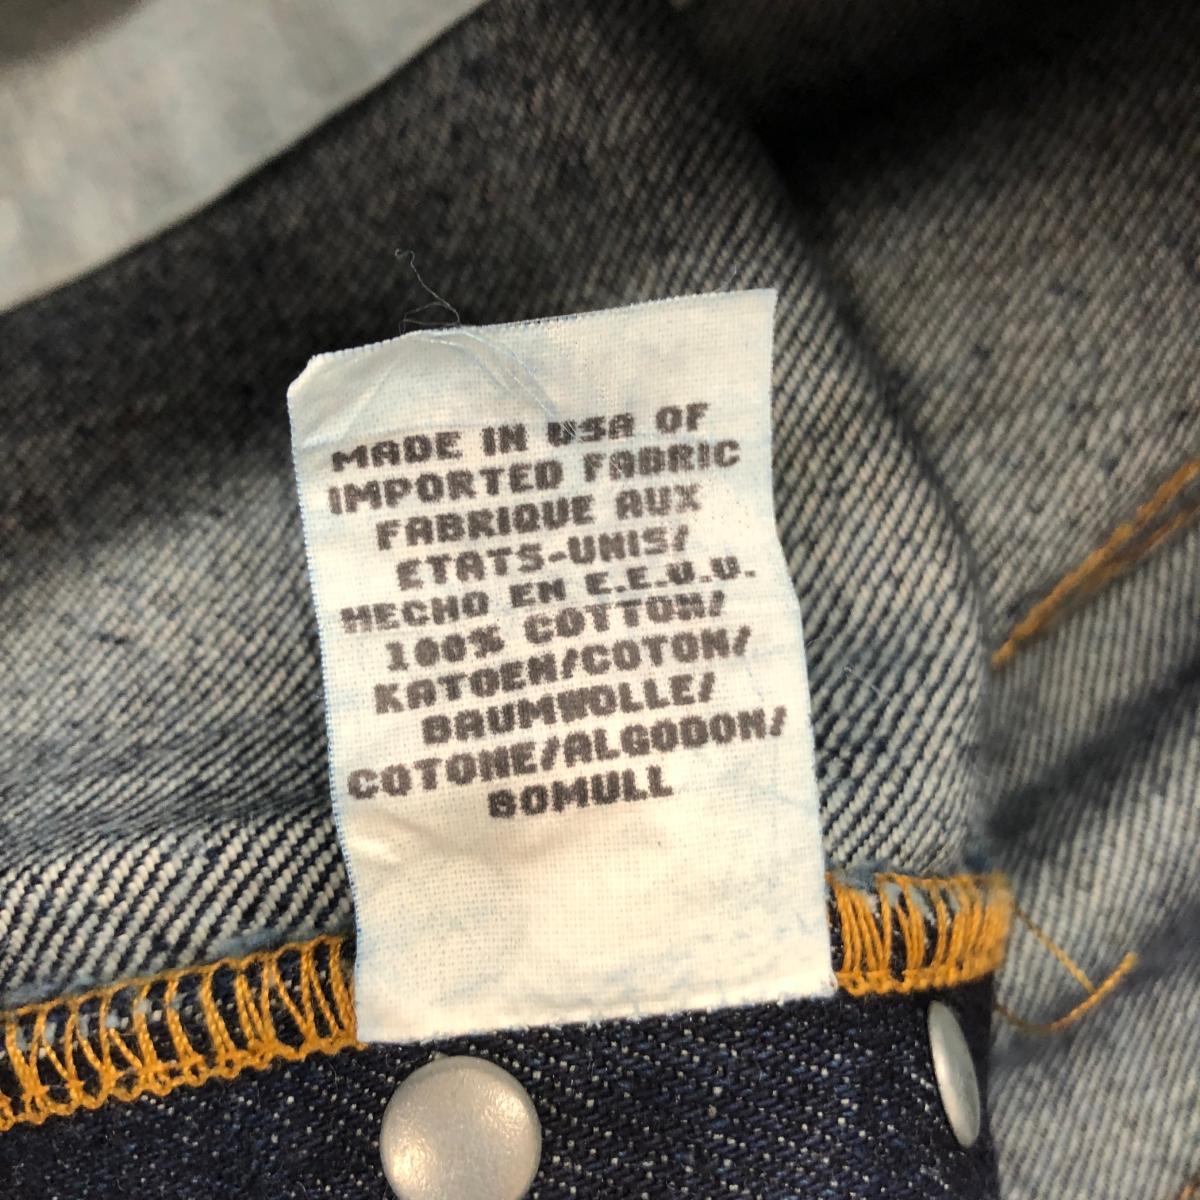 MADE IN USA OF
IMPORTED FABRIC
FABRIQUE AUX
ETATS-UNIS/
HECHO EN E.E.U.U.
100% COTTON/
KATOEN/COTON/
BAUMWOLLE/
COTONE/ALGODON/
BOMULL